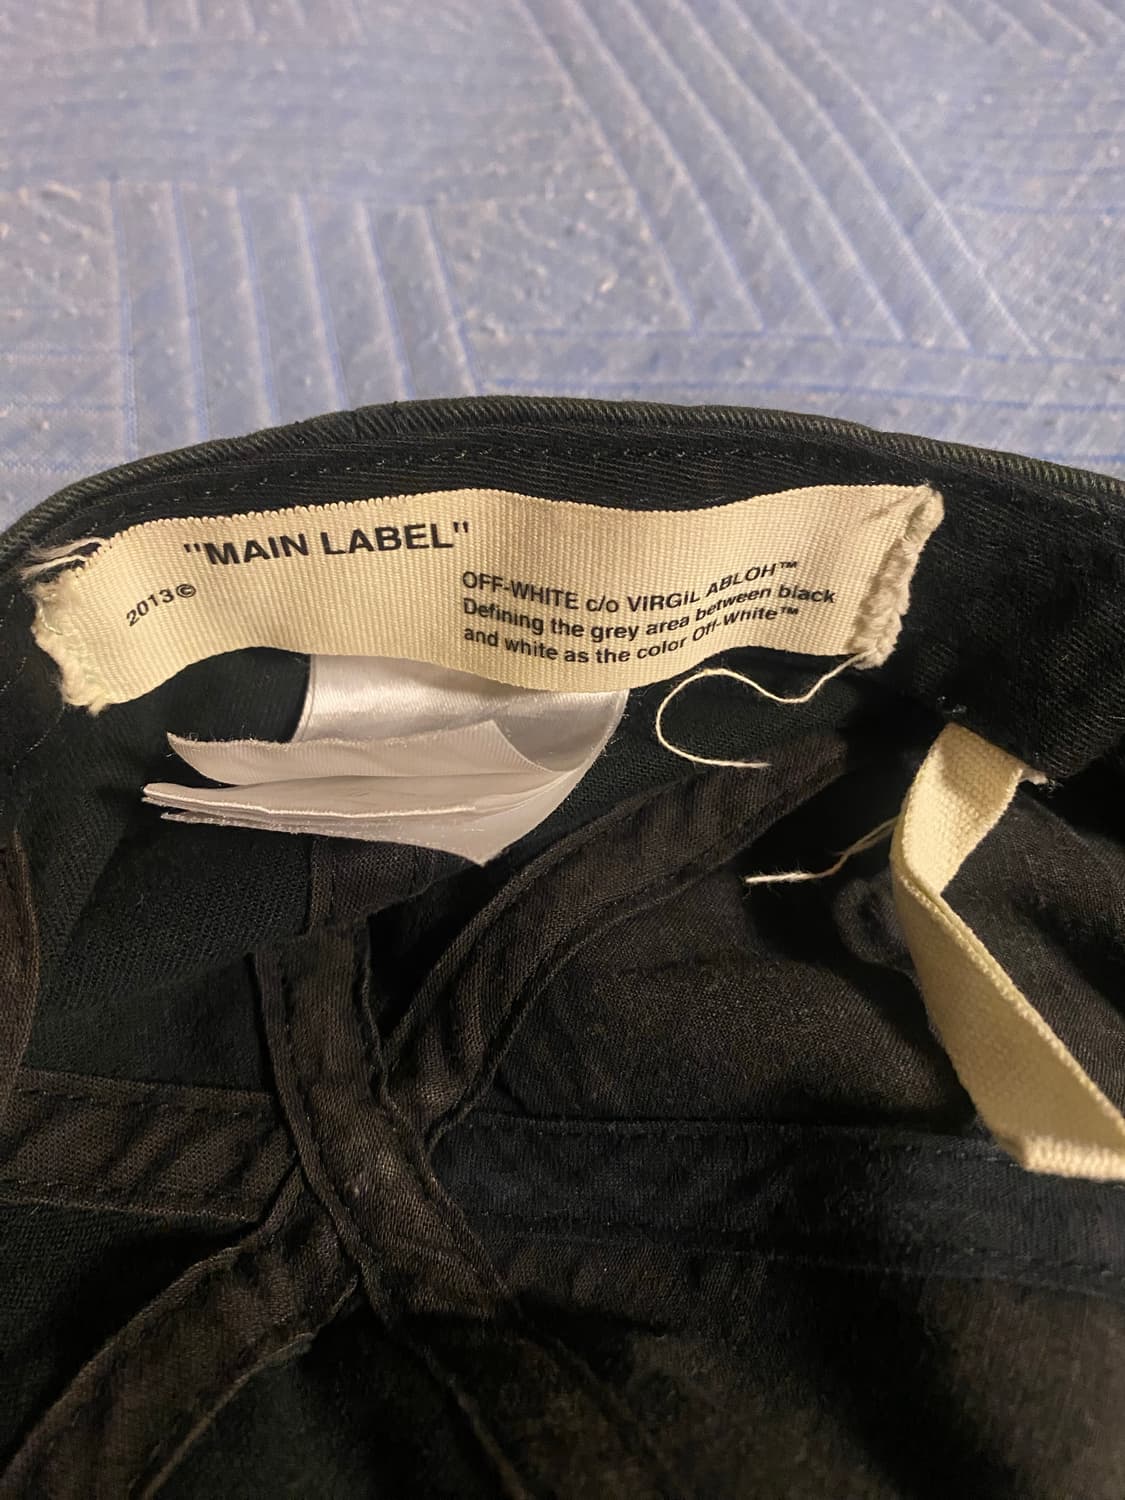 "MAIN LABEL"
2013©
OFF-WHITE c/o VIRGIL ABLOH™
Defining the grey area between black
and white as the color Off-White™